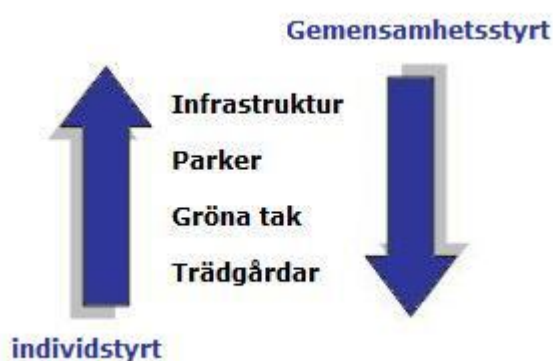 Gemensamhetsstyrt
Infrastruktur
Parker
Gröna tak
Trädgårdar
individstyrt